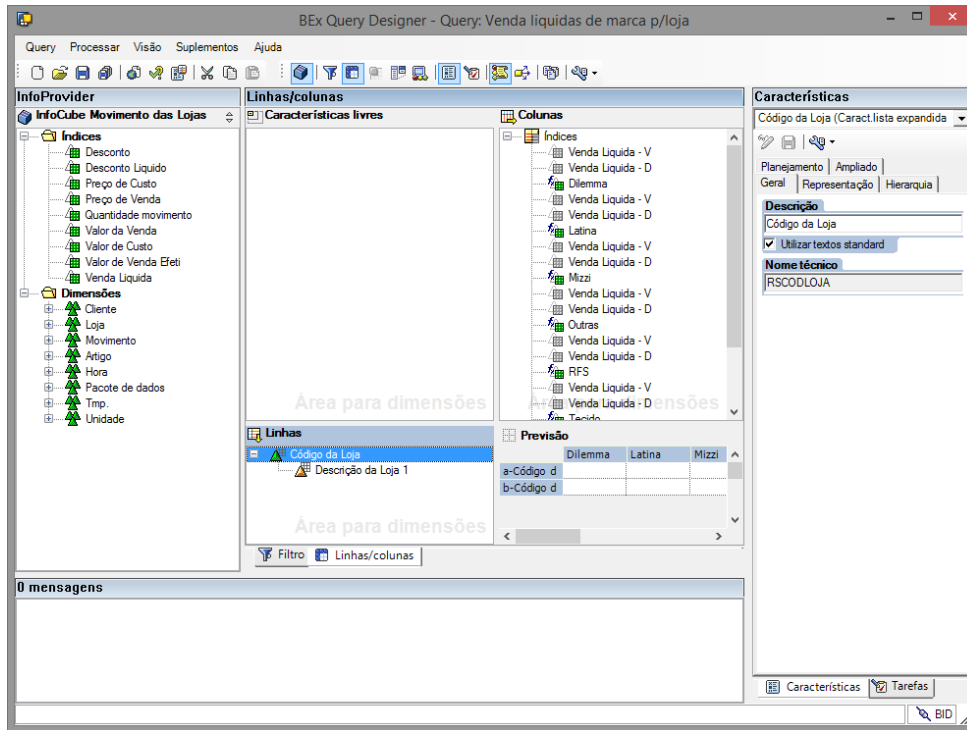 BEx Query Designer - Query: Venda liquidas de marca p/loja
Query Processar Visão Suplementos Ajuda
InfoProvider
InfoCube Movimento das Lojas
Índices
Desconto
Desconto Liquido
Preço de Custo
Preço de Venda
Quantidade movimento
Valor da Venda
Valor de Custo
Valor de Venda Efeti
Venda Liquida
Dimensões
Cliente
Loja
Movimento
Artigo
Hora
Pacote de dados
Tmp.
Unidade
Linhas/colunas
Características livres
Área para dimensões
Colunas
Índices
Venda Liquida - V
Venda Liquida - D
Dilemma
Venda Liquida - V
Venda Liquida - D
Latina
Venda Liquida - V
Venda Liquida - D
Mizzi
Venda Liquida - V
Venda Liquida - D
Outras
Venda Liquida - V
Venda Liquida - D
RFS
Venda Liquida - V
Venda Liquida - D
Tecido
Área para dimensões
Linhas
Código da Loja
Descrição da Loja 1
Área para dimensões
Previsão
Dilemma Latina Mizzi
a-Código d
b-Código d
Filtro Linhas/colunas
Características
Código da Loja (Caract.lista expandida
Planejamento Ampliado
Geral Representação Hierarquia
Descrição
Código da Loja
Utilizar textos standard
Nome técnico
RSCODLOJA
Características Tarefas
0 mensagens
BID